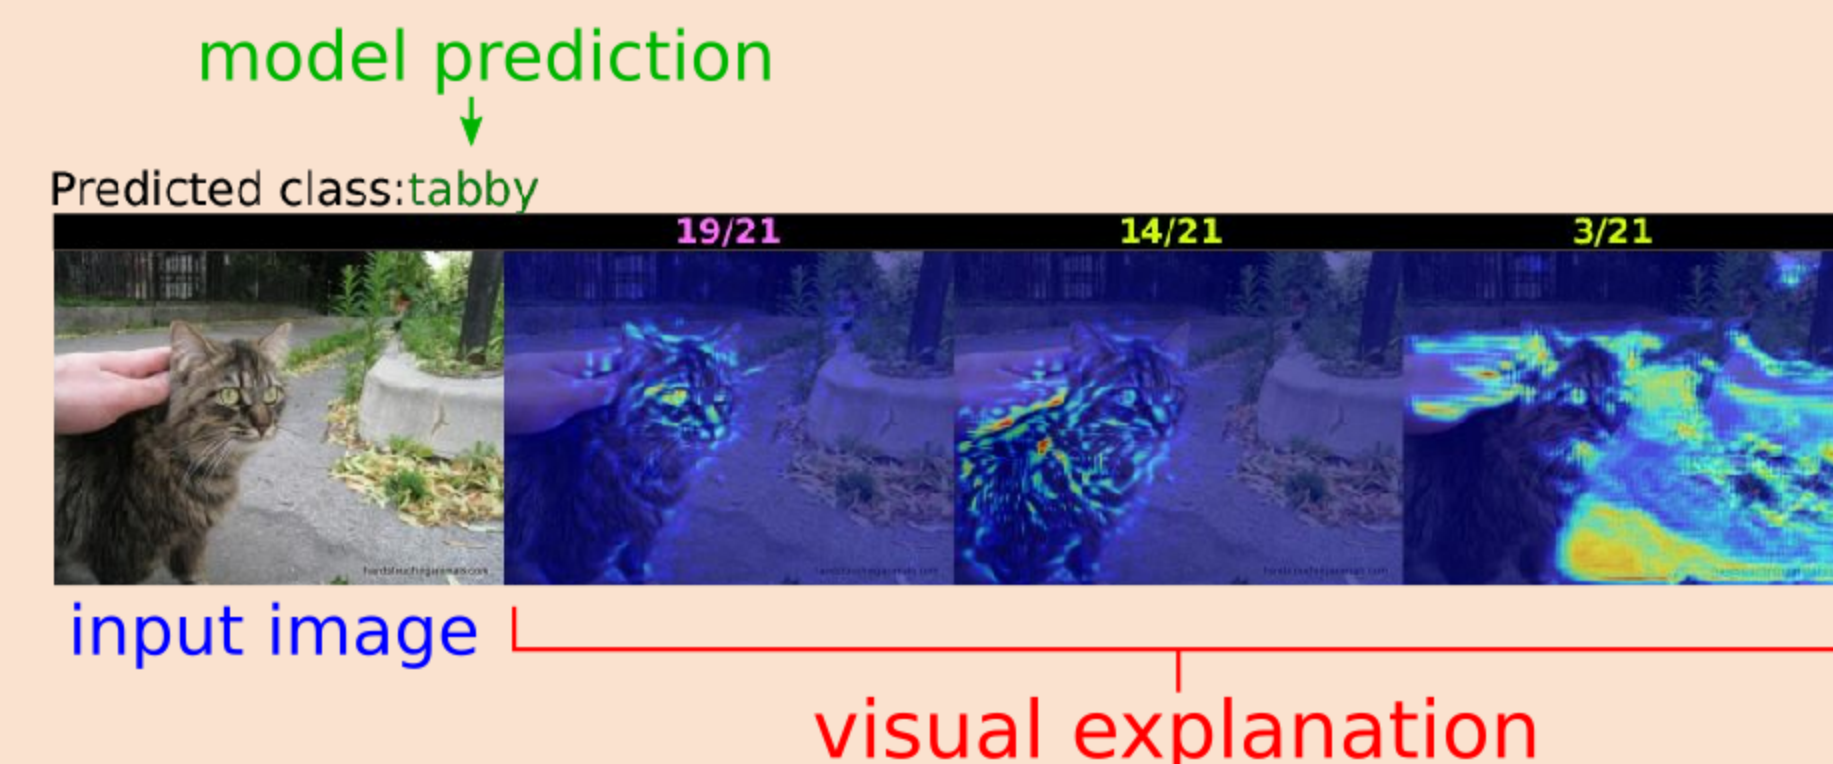 model prediction
Predicted class:tabby
19/21 14/21 3/21
input image
visual explanation